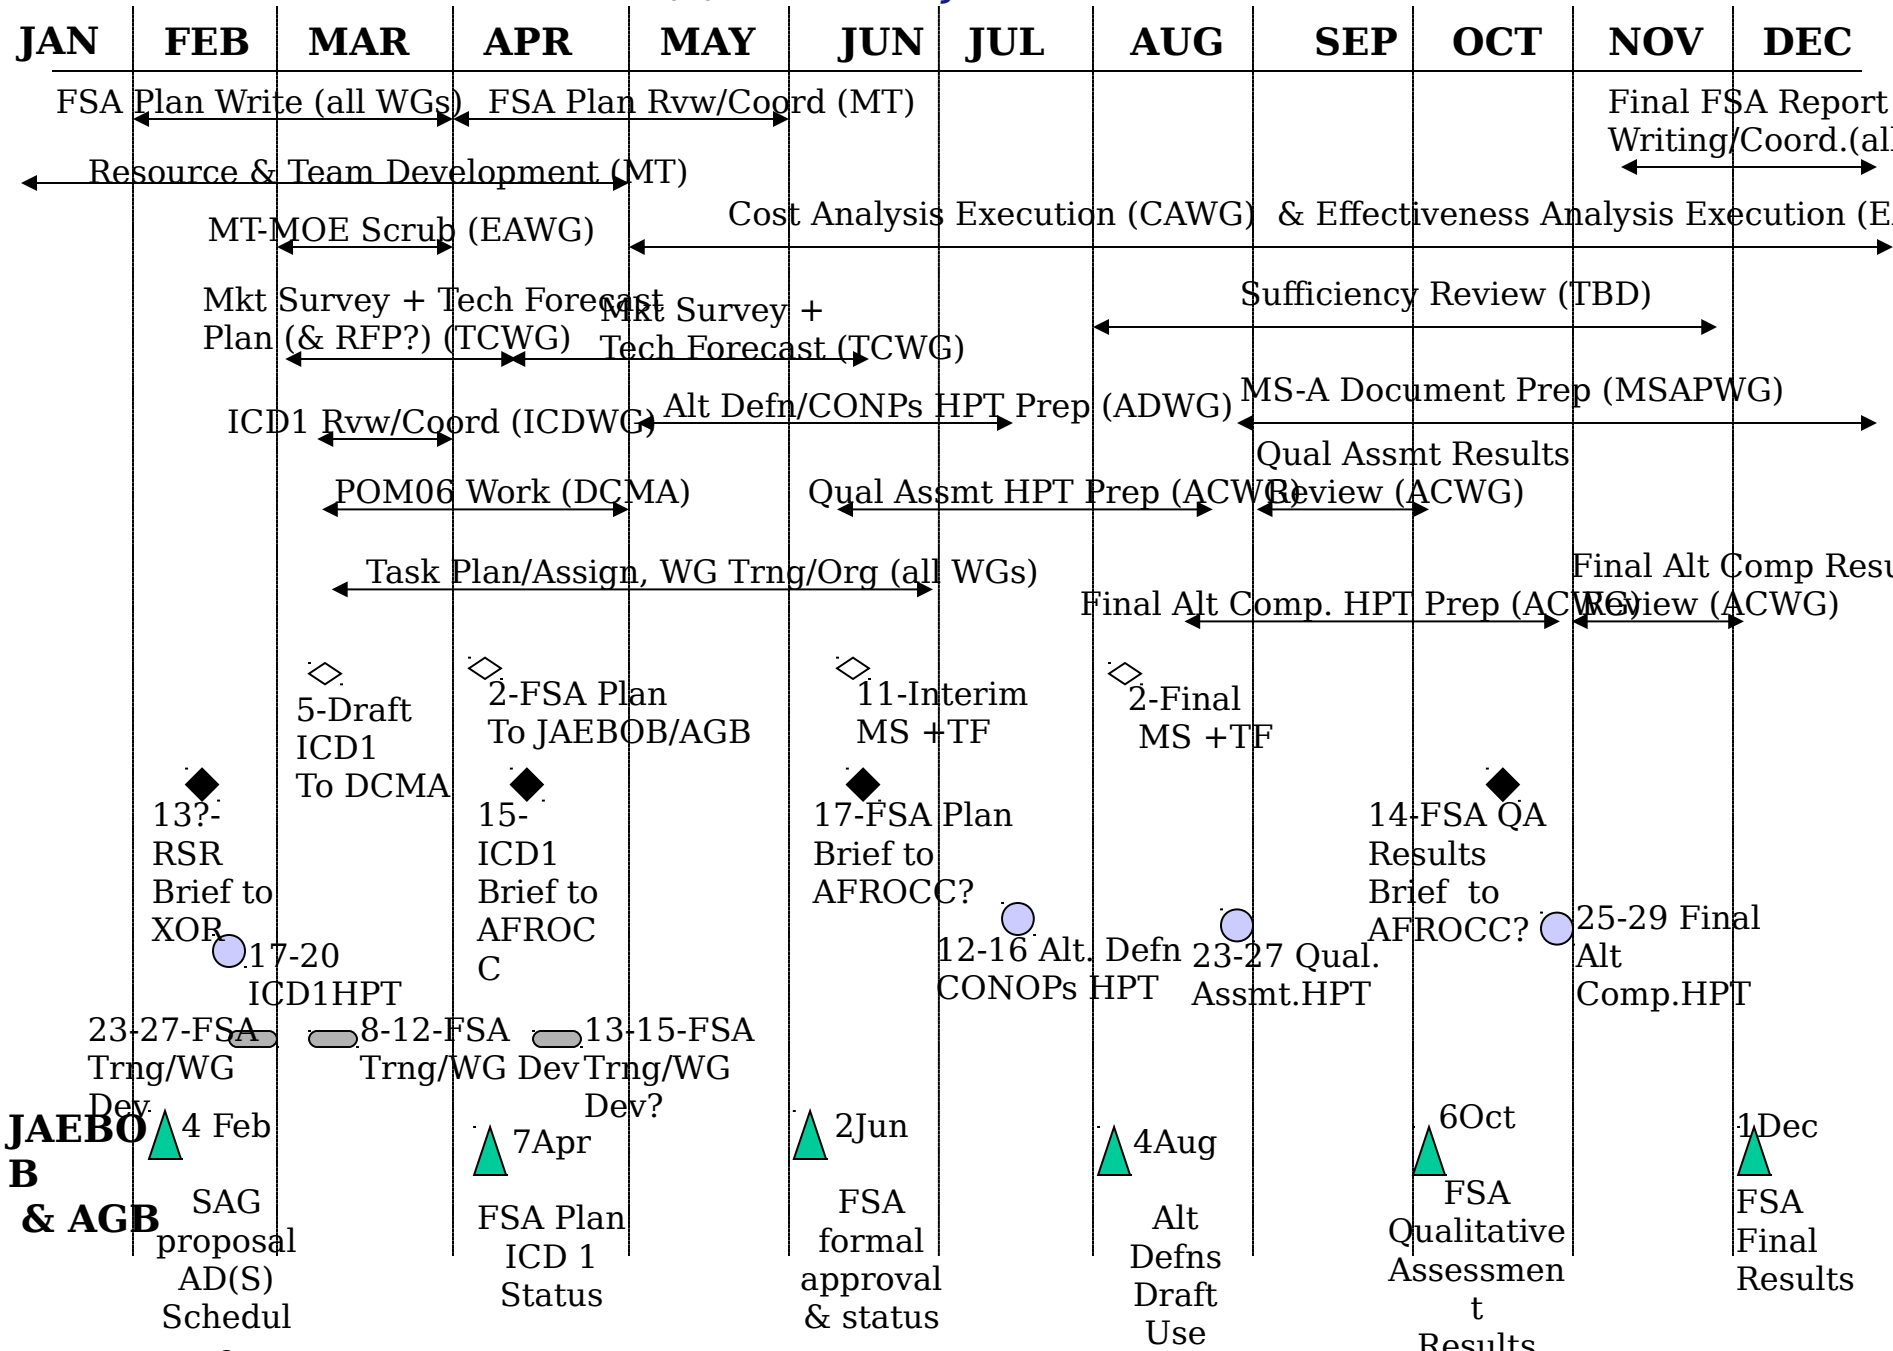 JAN FEB MAR APR MAY JUN JUL AUG SEP OCT NOV DEC
FSA Plan Write (all WGs)
FSA Plan Rvw/Coord (MT)
Final FSA Report
Writing/Coord.(all
Resource & Team Development (MT)
Cost Analysis Execution (CAWG) & Effectiveness Analysis Execution (EA
MT-MOE Scrub (EAWG)
Mkt Survey + Tech Forecast
Plan (& RFP?) (TCWG)
Mkt Survey +
Tech Forecast (TCWG)
Sufficiency Review (TBD)
MS-A Document Prep (MSAPWG)
Alt Defn/CONPs HPT Prep (ADWG)
ICD1 Rvw/Coord (ICDWG)
Qual Assmt Results
Review (ACWG)
POM06 Work (DCMA)
Qual Assmt HPT Prep (ACWG)
Task Plan/Assign, WG Trng/Org (all WGs)
Final Alt Comp Resu
Review (ACWG)
Final Alt Comp. HPT Prep (ACWG)
5-Draft
ICD1
To DCMA
2-FSA Plan
To JAEBOB/AGB
11-Interim
MS +TF
2-Final
MS +TF
13?-
RSR
Brief to
XOR
15-
ICD1
Brief to
AFROC
C
17-FSA Plan
Brief to
AFROCC?
14-FSA QA
Results
Brief to
AFROCC?
17-20
ICD1HPT
12-16 Alt. Defn
CONOPs HPT
23-27 Qual.
Assmt.HPT
25-29 Final
Alt
Comp.HPT
23-27-FSA
Trng/WG
Dev
8-12-FSA
Trng/WG Dev
13-15-FSA
Trng/WG
Dev?
JAEBO
B
& AGB
4 Feb
7Apr
2Jun
4Aug
6Oct
1Dec
SAG
proposal
AD(S)
Schedul
FSA Plan
ICD 1
Status
FSA
formal
approval
& status
Alt
Defns
Draft
Use
FSA
Qualitative
Assessmen
t
Results
FSA
Final
Results